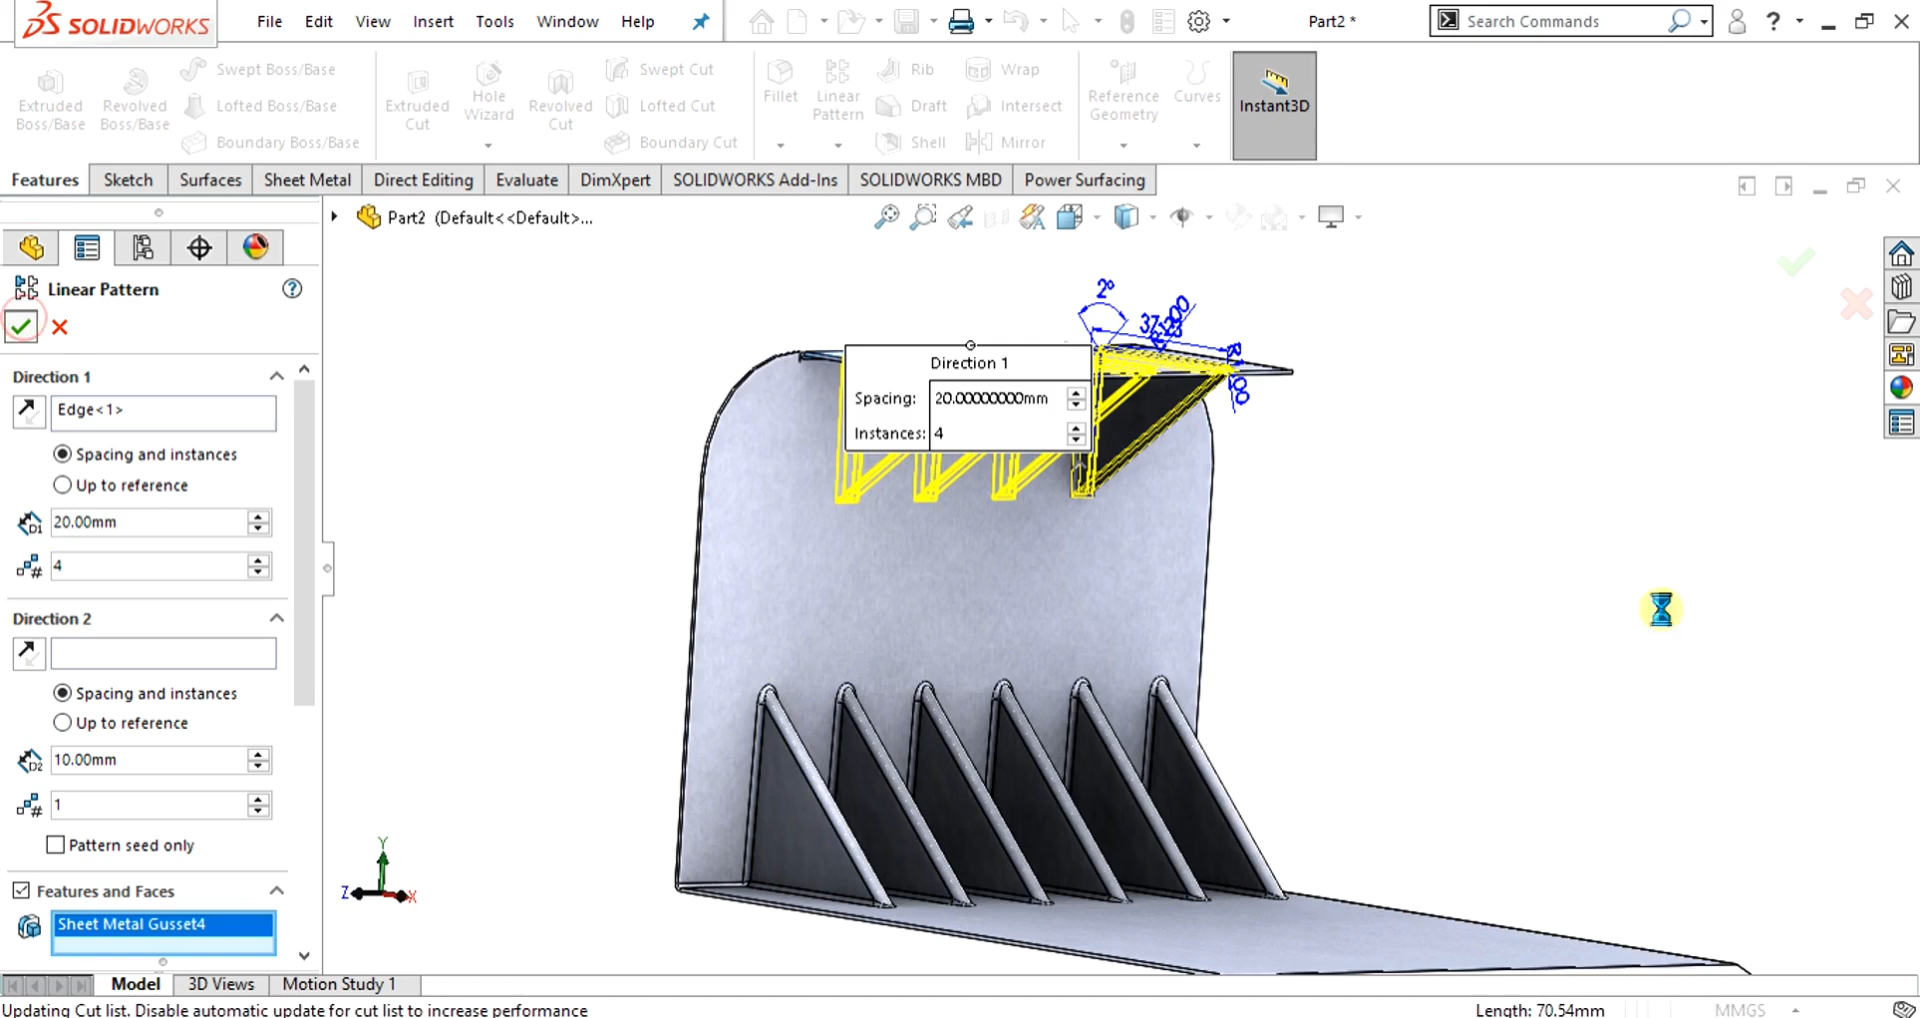 SOLIDWORKS
File Edit View Insert Tools Window Help
Part2 *
Search Commands
?
Extruded Boss/Base
Revolved Boss/Base
Swept Boss/Base
Lofted Boss/Base
Boundary Boss/Base
Extruded Cut
Hole Wizard
Revolved Cut
Swept Cut
Lofted Cut
Boundary Cut
Fillet
Linear Pattern
Rib
Draft
Shell
Wrap
Intersect
Mirror
Reference Geometry
Curves
Instant3D
Features Sketch Surfaces Sheet Metal Direct Editing Evaluate DimXpert SOLIDWORKS Add-Ins SOLIDWORKS MBD Power Surfacing
Part2 (Default<<Default>...
Linear Pattern
?
Direction 1
Edge<1>
Spacing and instances
Up to reference
D1
20.00mm
#
4
Direction 2
Spacing and instances
Up to reference
D2
10.00mm
#
1
Pattern seed only
Features and Faces
Sheet Metal Gusset4
2°
Direction 1
Spacing: 20.00000000mm
Instances: 4
Y
Z
X
Model 3D Views Motion Study 1
Updating Cut list. Disable automatic update for cut list to increase performance
Length: 70.54mm
MMGS